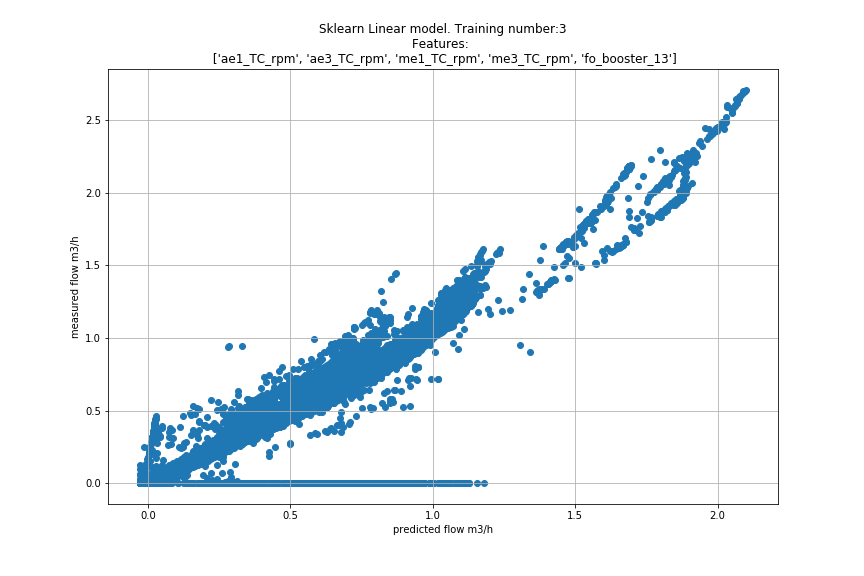 Sklearn Linear model. Training number:3
Features:
['ae1_TC_rpm', 'ae3_TC_rpm', 'me1_TC_rpm', 'me3_TC_rpm', 'fo_booster_13']
measured flow m3/h
2.5
2.0
1.5
1.0
0.5
0.0
0.0 0.5 1.0 1.5 2.0
predicted flow m3/h